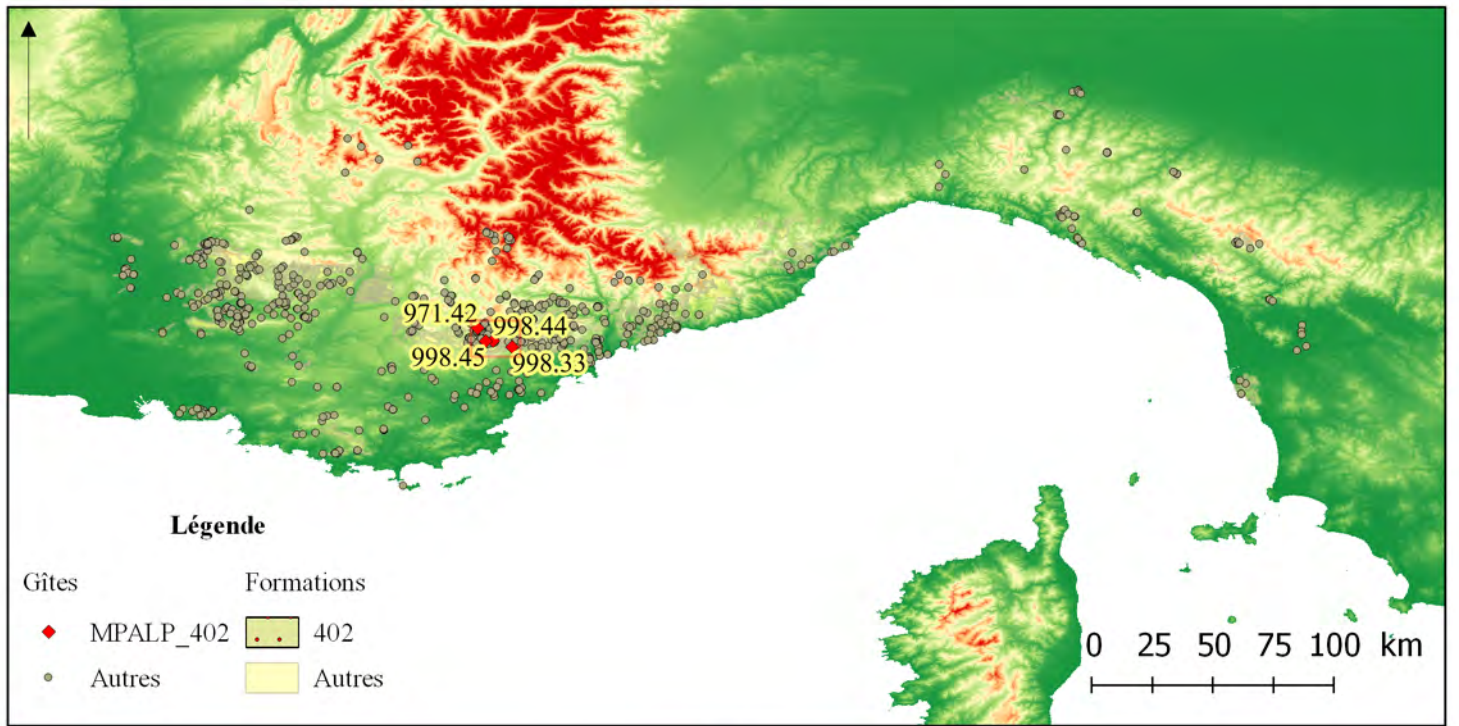 971.42
998.44
998.45
998.33
Légende
Gîtes
Formations
MPALP_402
402
Autres
Autres
0 25 50 75 100 km